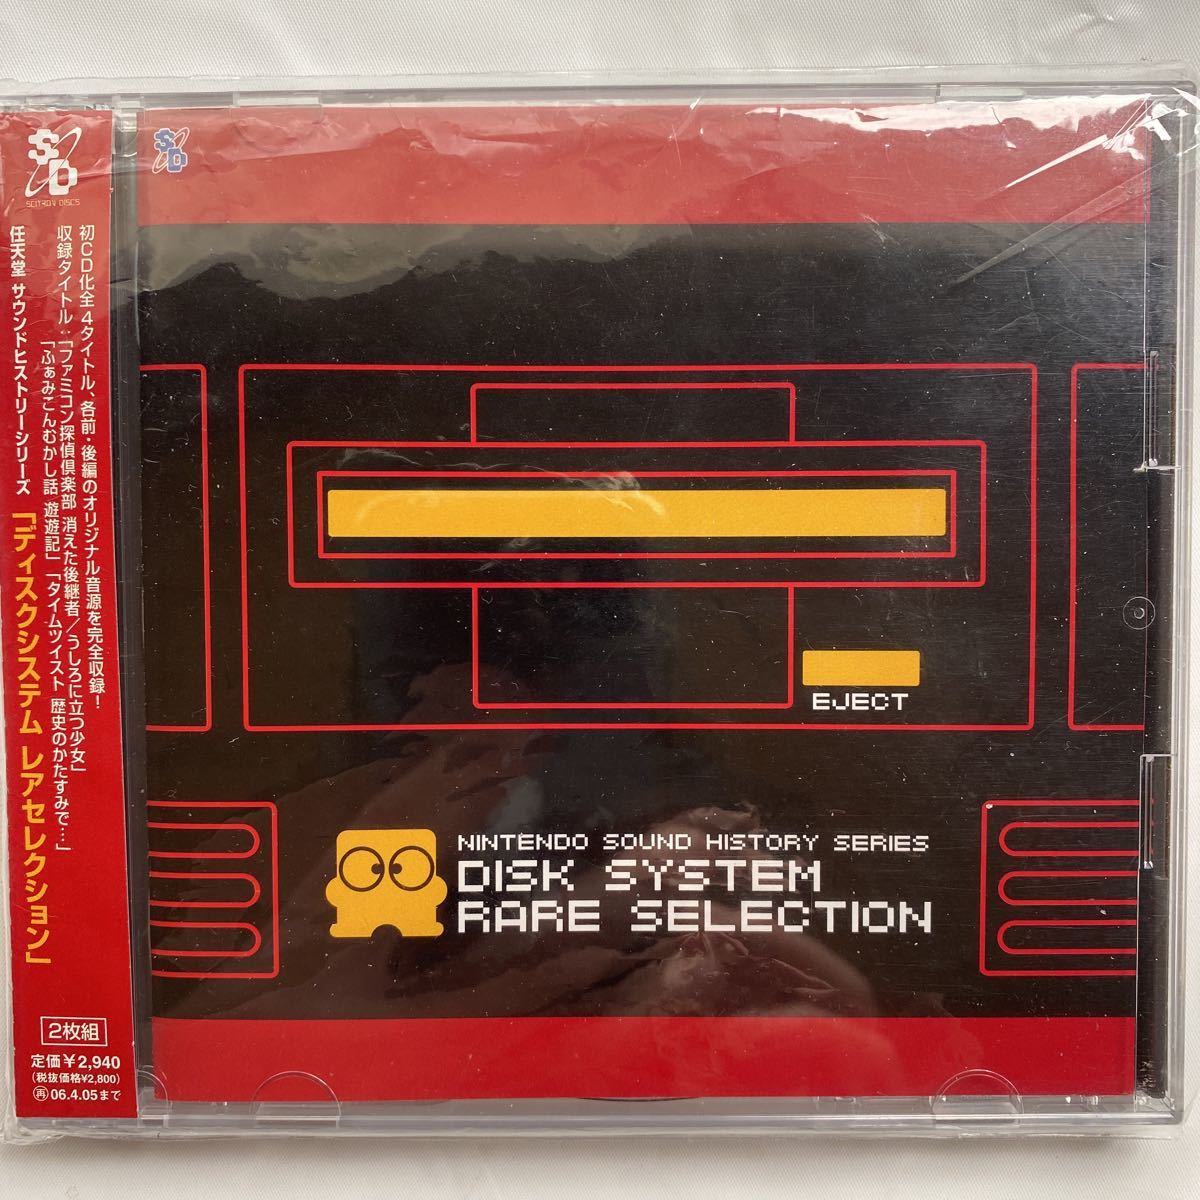 SD
SCITRON DISCS
初CD化全4タイトル、各前・後編のオリジナル音源を完全収録!
収録タイトル:「ファミコン探偵倶楽部 消えた後継者/うしろに立つ少女」
「ふぁみこんむかし話 遊遊記」「タイムツイスト 歴史のかたすみで…」
任天堂 サウンドヒストリーシリーズ 「ディスクシステム レアセレクション」
2枚組
定価¥2,940
(税抜価格¥2,800)
再 06.4.05まで
SD
EJECT
NINTENDO SOUND HISTORY SERIES
DISK SYSTEM
RARE SELECTION